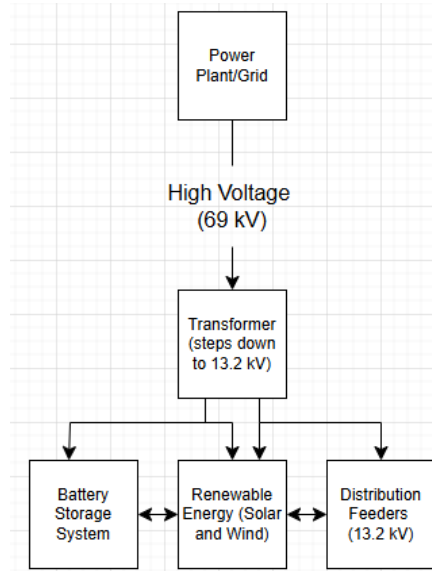 Power
Plant/Grid
High Voltage
(69 kV)
Transformer
(steps down
to 13.2 kV)
Battery
Storage
System
Renewable
Energy (Solar
and Wind)
Distribution
Feeders
(13.2 kV)